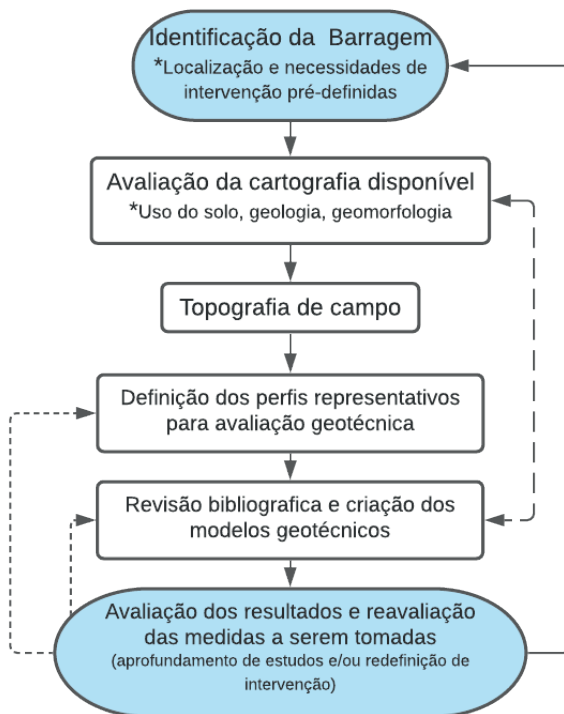 Identificação da Barragem
*Localização e necessidades de
intervenção pré-definidas
Avaliação da cartografia disponível
*Uso do solo, geologia, geomorfologia
Topografia de campo
Definição dos perfis representativos
para avaliação geotécnica
Revisão bibliografica e criação dos
modelos geotécnicos
Avaliação dos resultados e reavaliação
das medidas a serem tomadas
(aprofundamento de estudos e/ou redefinição de
intervenção)